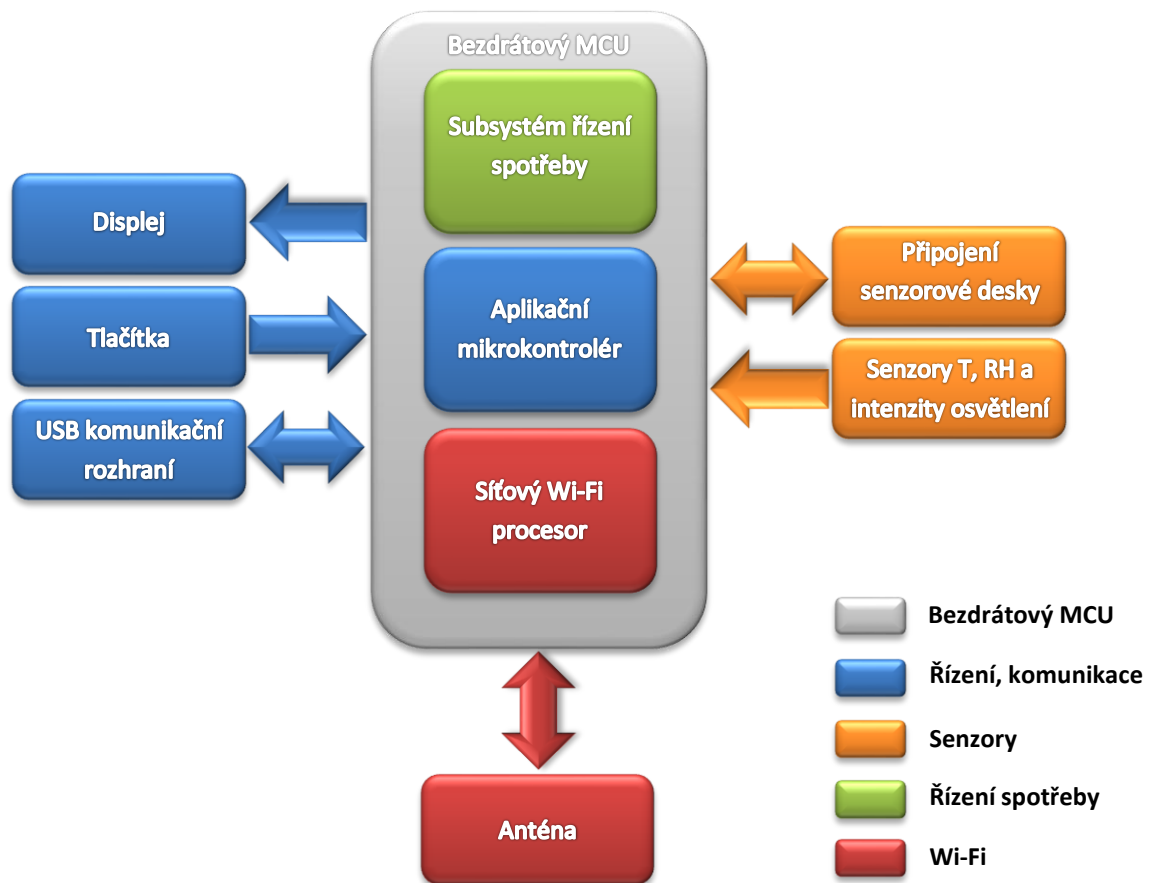 Bezdrátový MCU
Subsystém řízení
spotřeby
Aplikační
mikrokontrolér
Síťový Wi-Fi
procesor
Displej
Tlačítka
USB komunikační
rozhraní
Připojení
senzorové desky
Senzory T, RH a
intenzity osvětlení
Anténa
Bezdrátový MCU
Řízení, komunikace
Senzory
Řízení spotřeby
Wi-Fi